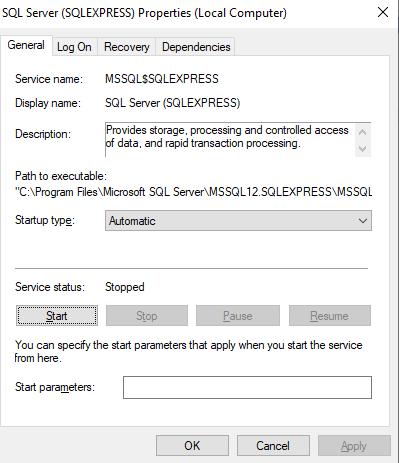 SQL Server (SQLEXPRESS) Properties (Local Computer)
General Log On Recovery Dependencies
Service name: MSSQL$SQLEXPRESS
Display name: SQL Server (SQLEXPRESS)
Description: Provides storage, processing and controlled access
of data, and rapid transaction processing.
Path to executable:
"C:\Program Files\Microsoft SQL Server\MSSQL12.SQLEXPRESS\MSSQL
Startup type: Automatic
Service status: Stopped
Start Stop Pause Resume
You can specify the start parameters that apply when you start the service
from here.
Start parameters:
OK Cancel Apply